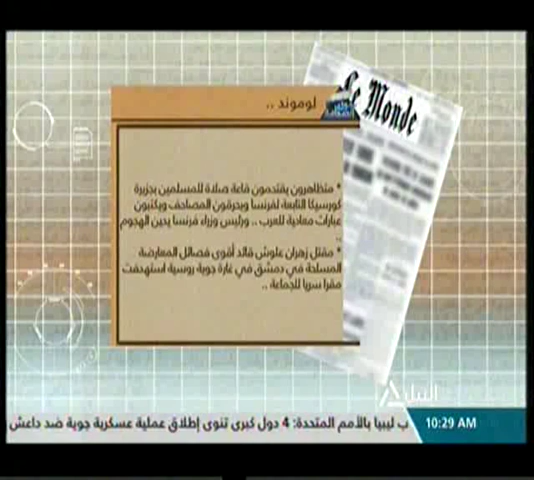 Le Monde
لوموند ..
• متظاهرون يقتحمون قاعة صلاة للمسلمين بجزيرة
كورسيكا التابعة لفرنسا ويحرقون المصاحف ويكتبون
عبارات معادية للعرب .. ورئيس وزراء فرنسا يدين الهجوم
..
• مقتل زهران علوش قائد أقوى فصائل المعارضة
المسلحة في دمشق في غارة جوية روسية استهدفت
مقرا سريا للجماعة ..
النيل
ب ليبيا بالأمم المتحدة: 4 دول كبرى تنوى إطلاق عملية عسكرية جوية ضد داعش
10:29 AM